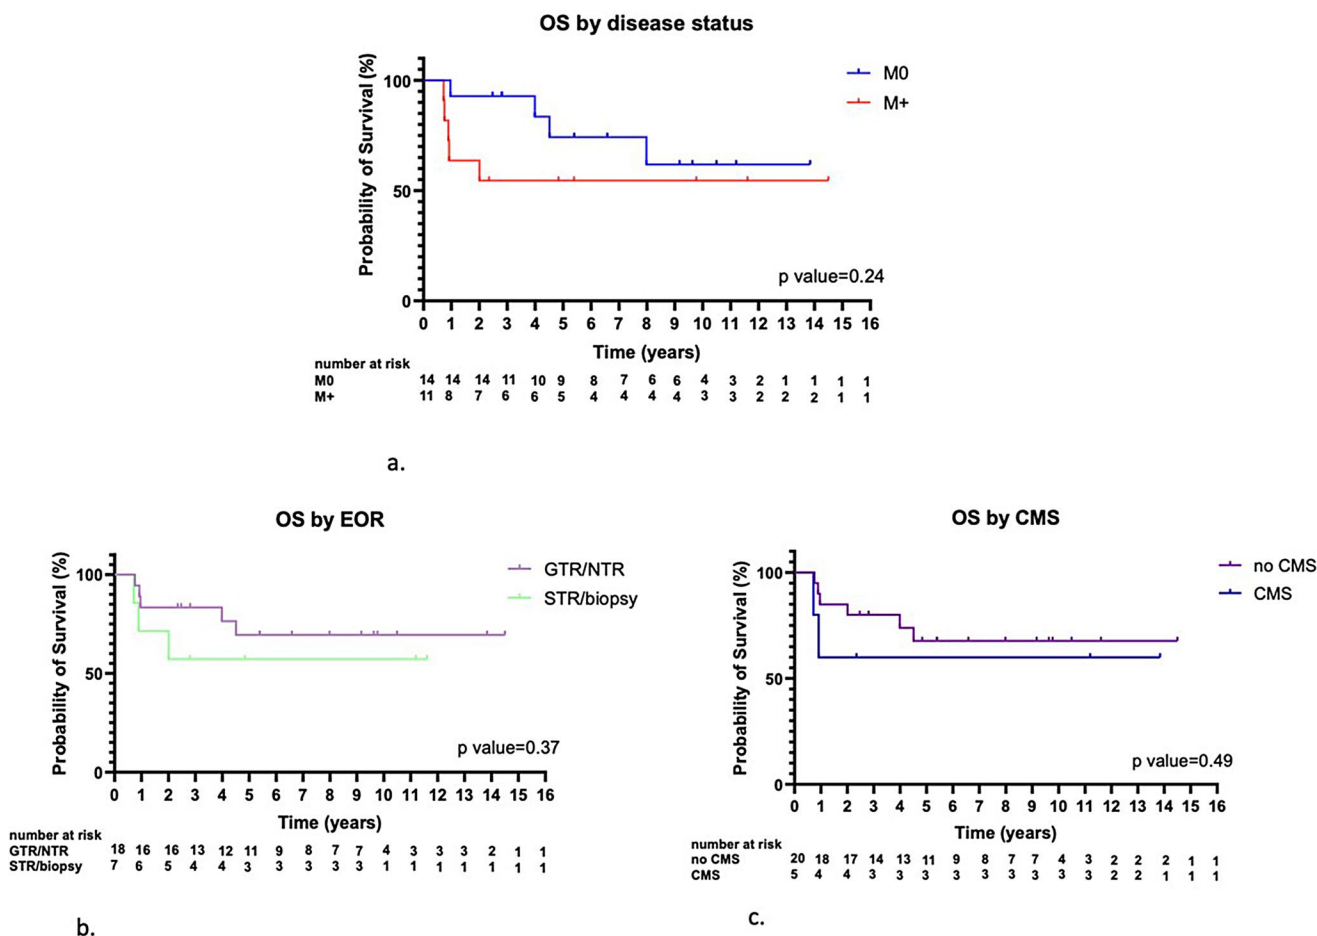 OS by disease status
Probability of Survival (%)
100
50
0
M0
M+
p value=0.24
0 1 2 3 4 5 6 7 8 9 10 11 12 13 14 15 16
Time (years)
number at risk
M0 14 14 14 11 10 9 8 7 6 6 4 3 2 1 1 1 1
M+ 11 8 7 6 6 5 4 4 4 4 3 3 2 2 2 1 1
a.
OS by EOR
Probability of Survival (%)
100
50
0
GTR/NTR
STR/biopsy
p value=0.37
0 1 2 3 4 5 6 7 8 9 10 11 12 13 14 15 16
Time (years)
number at risk
GTR/NTR 18 16 16 13 12 11 9 8 7 7 4 3 3 3 2 1 1
STR/biopsy 7 6 5 4 4 3 3 3 3 3 1 1 1 1 1 1 1
b.
OS by CMS
Probability of Survival (%)
100
50
0
no CMS
CMS
p value=0.49
0 1 2 3 4 5 6 7 8 9 10 11 12 13 14 15 16
Time (years)
number at risk
no CMS 20 18 17 14 13 11 9 8 7 7 4 3 2 2 2 1 1
CMS 5 4 4 3 3 3 3 3 3 3 3 3 2 2 1 1 1
c.